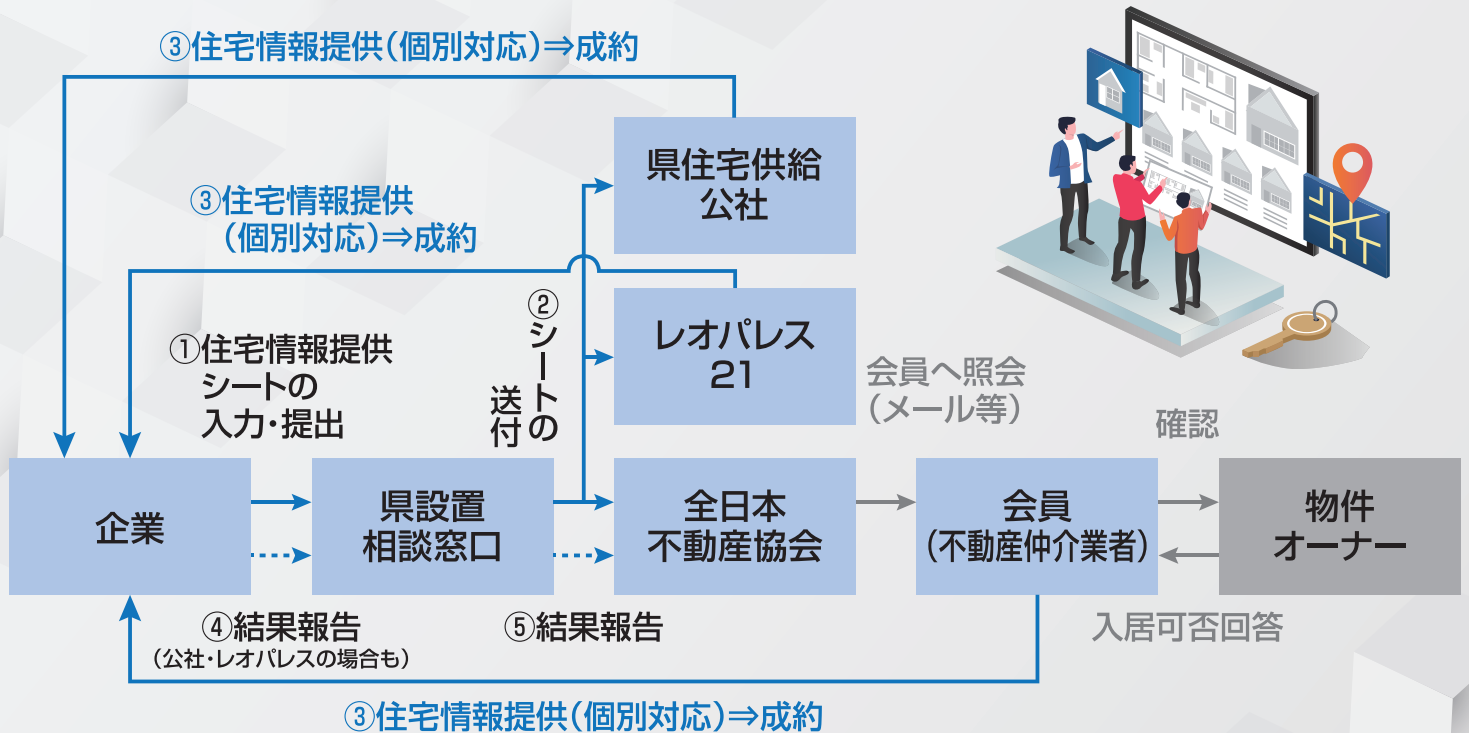 ③住宅情報提供(個別対応)⇒成約
県住宅供給
公社
③住宅情報提供
(個別対応)⇒成約
②シートの
送付
レオパレス
21
①住宅情報提供
シートの
入力・提出
会員へ照会
(メール等)
確認
企業
県設置
相談窓口
全日本
不動産協会
会員
(不動産仲介業者)
物件
オーナー
④結果報告
(公社・レオパレスの場合も)
⑤結果報告
入居可否回答
③住宅情報提供(個別対応)⇒成約